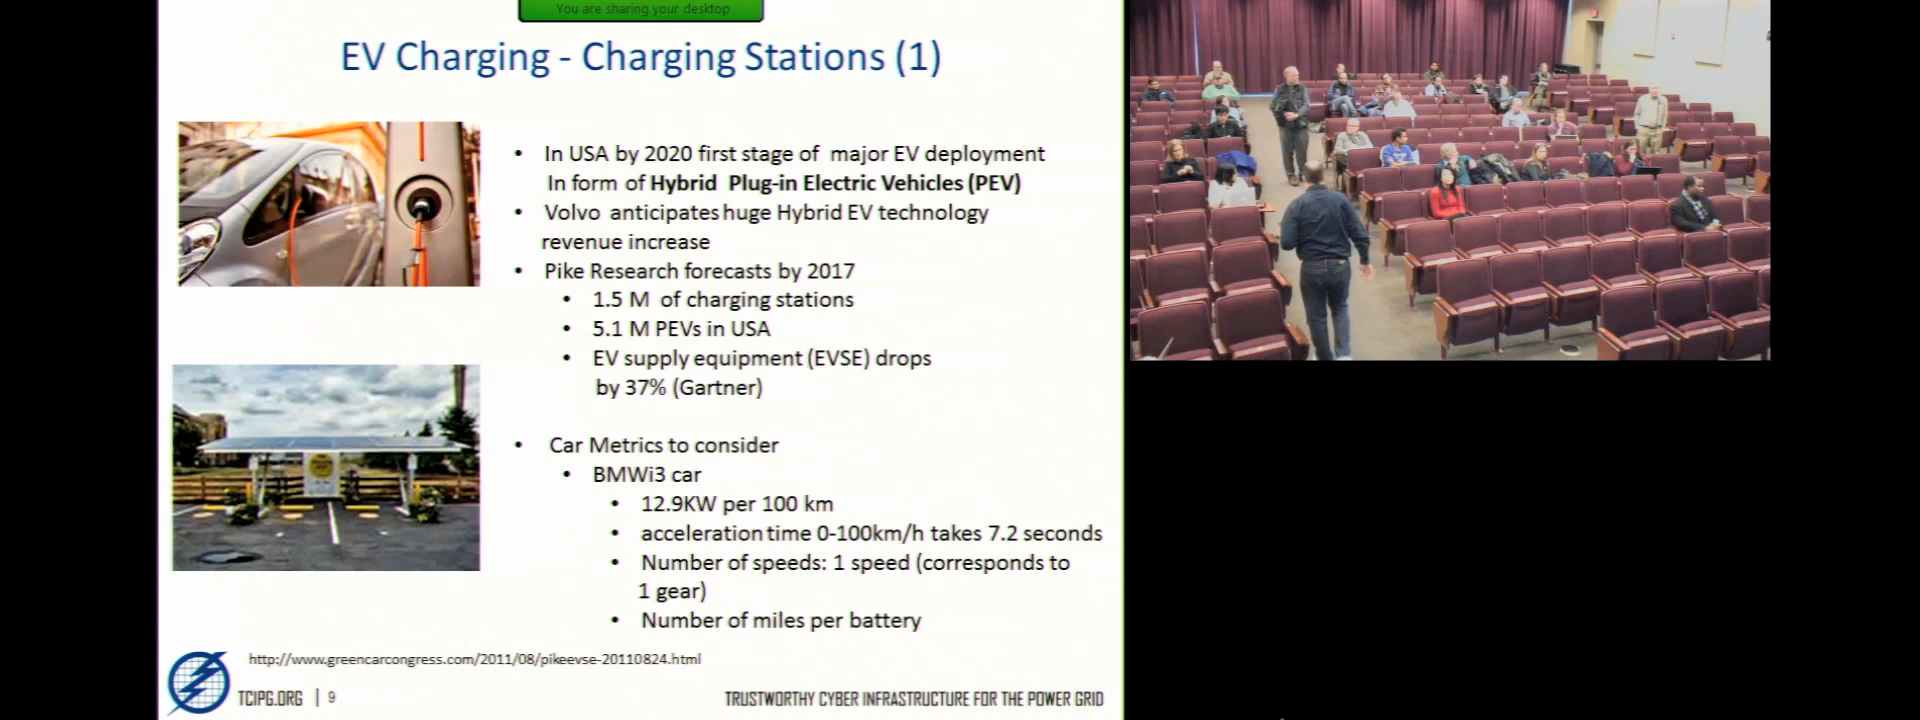 You are sharing your desktop
EV Charging - Charging Stations (1)
• In USA by 2020 first stage of major EV deployment
In form of Hybrid Plug-in Electric Vehicles (PEV)
• Volvo anticipates huge Hybrid EV technology
revenue increase
• Pike Research forecasts by 2017
• 1.5 M of charging stations
• 5.1 M PEVs in USA
• EV supply equipment (EVSE) drops
by 37% (Gartner)
• Car Metrics to consider
• BMWi3 car
• 12.9KW per 100 km
• acceleration time 0-100km/h takes 7.2 seconds
• Number of speeds: 1 speed (corresponds to
1 gear)
• Number of miles per battery
http://www.greencarcongress.com/2011/08/pikeevse-20110824.html
TCIPG.ORG | 9
TRUSTWORTHY CYBER INFRASTRUCTURE FOR THE POWER GRID